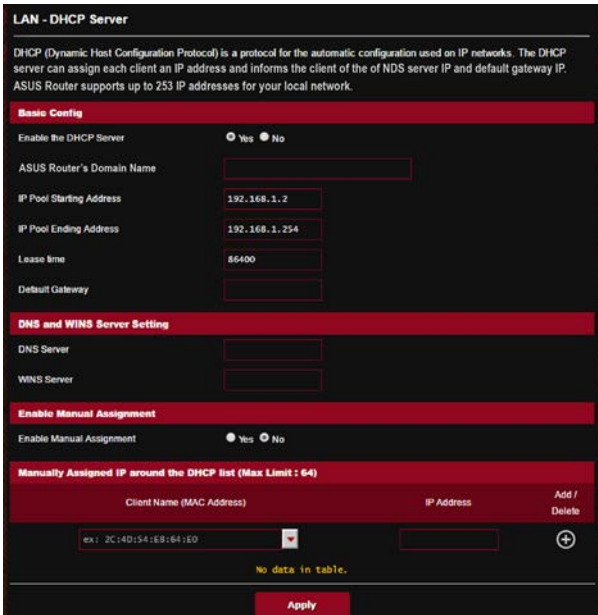 LAN - DHCP Server
DHCP (Dynamic Host Configuration Protocol) is a protocol for the automatic configuration used on IP networks. The DHCP
server can assign each client an IP address and informs the client of the of NDS server IP and default gateway IP.
ASUS Router supports up to 253 IP addresses for your local network.
Basic Config
Enable the DHCP Server Yes No
ASUS Router's Domain Name
IP Pool Starting Address 192.168.1.2
IP Pool Ending Address 192.168.1.254
Lease time 86400
Default Gateway
DNS and WINS Server Setting
DNS Server
WINS Server
Enable Manual Assignment
Enable Manual Assignment Yes No
Manually Assigned IP around the DHCP list (Max Limit : 64)
Client Name (MAC Address) IP Address Add / Delete
ex: 2C:4D:54:E8:64:E0
No data in table.
Apply